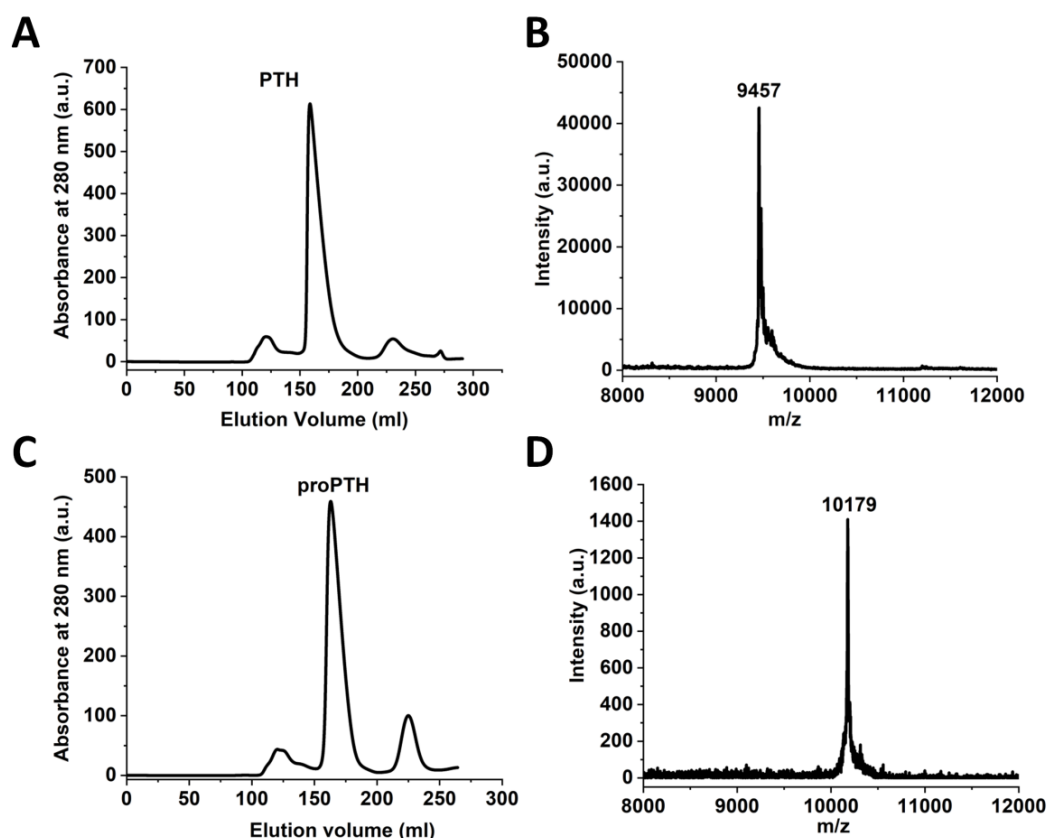 A
Absorbance at 280 nm (a.u.)
700
600
500
400
300
200
100
0
PTH
0 50 100 150 200 250 300
Elution Volume (ml)
B
Intensity (a.u.)
50000
40000
30000
20000
10000
0
9457
8000 9000 10000 11000 12000
m/z
C
Absorbance at 280 nm (a.u.)
500
400
300
200
100
0
proPTH
0 50 100 150 200 250 300
Elution volume (ml)
D
Intensity (a.u.)
1600
1400
1200
1000
800
600
400
200
0
10179
8000 9000 10000 11000 12000
m/z